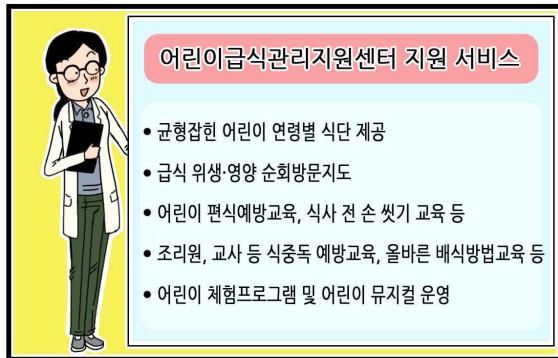 어린이급식관리지원센터 지원 서비스
• 균형잡힌 어린이 연령별 식단 제공
• 급식 위생·영양 순회방문지도
• 어린이 편식예방교육, 식사 전 손 씻기 교육 등
• 조리원, 교사 등 식중독 예방교육, 올바른 배식방법교육 등
• 어린이 체험프로그램 및 어린이 뮤지컬 운영